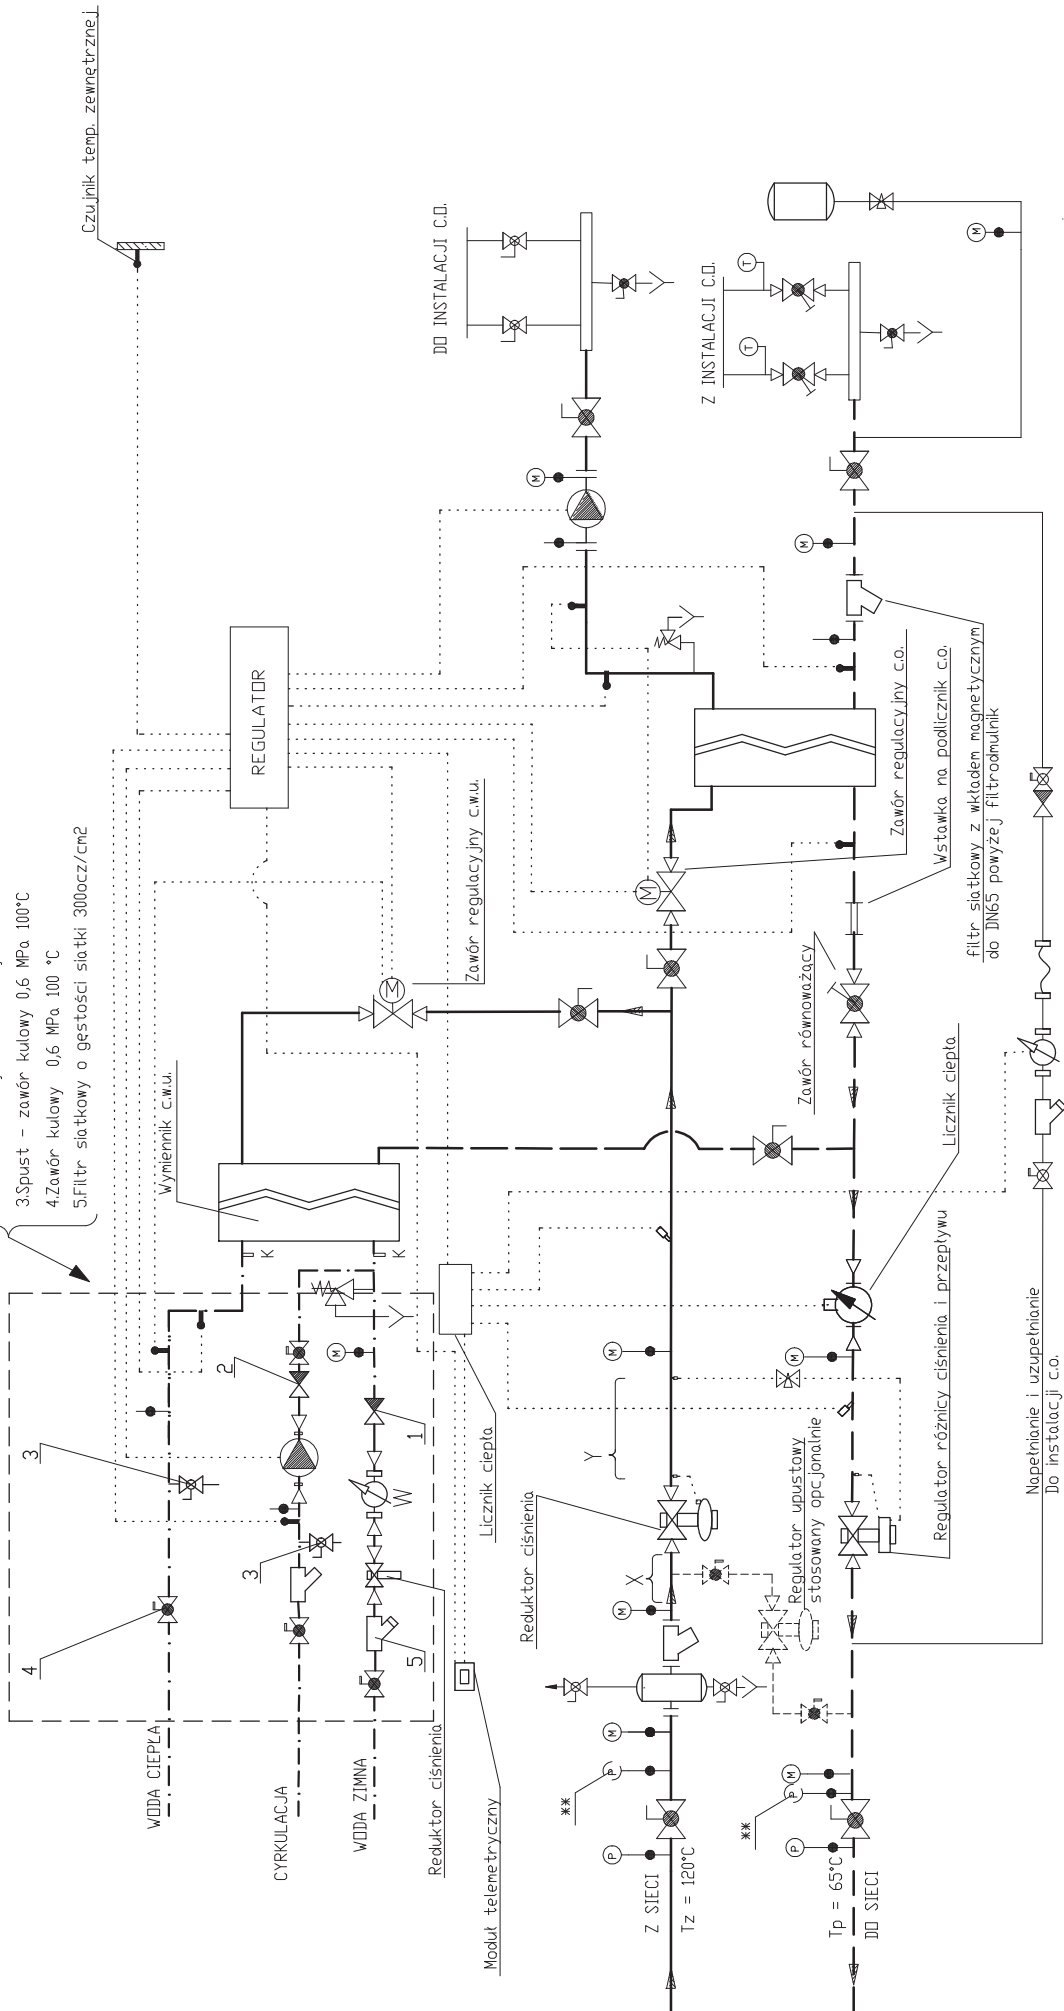 Czujnik temp. zewnętrznej
3.Spust - zawór kulowy 0,6 MPa 100°C
4.Zawór kulowy 0,6 MPa 100 °C
5.Filtr siatkowy o gęstości siatki 300ocz/cm2
REGULATOR
Wymiennik c.w.u.
Zawór regulacyjny c.w.u.
DO INSTALACJI C.O.
Z INSTALACJI C.O.
T
T
M
M
M
M
M
K
K
3
2
3
M
1
W
4
5
WODA CIEPŁA
CYRKULACJA
WODA ZIMNA
Reduktor ciśnienia
Moduł telemetryczny
Licznik ciepła
Zawór regulacyjny c.o.
Wstawka na podlicznik c.o.
filtr siatkowy z wkładem magnetycznym
do DN65 powyżej filtrodmulnik
Zawór równoważący
Licznik ciepła
Regulator różnicy ciśnienia i przepływu
Napełnianie i uzupełnianie
Do instalacji c.o.
Reduktor ciśnienia
Regulator upustowy
stosowany opcjonalnie
M
Y
X
M
M
M
P
**
P
Z SIECI
Tz = 120°C
M
P
**
P
Tp = 65°C
DO SIECI